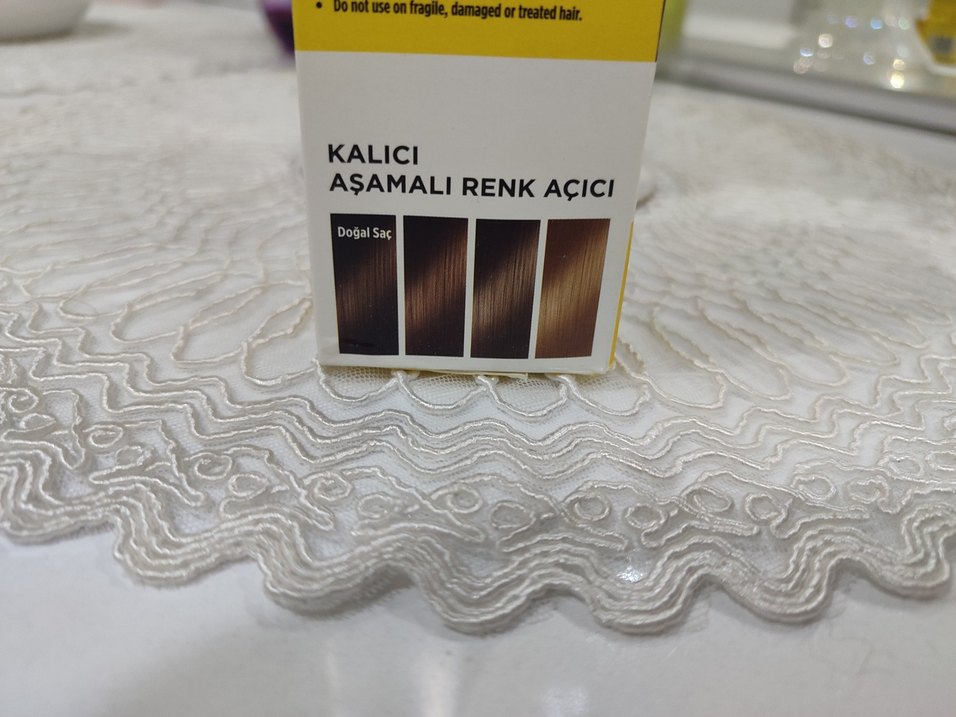 • Do not use on fragile, damaged or treated hair.
KALICI
AŞAMALI RENK AÇICI
Doğal Saç